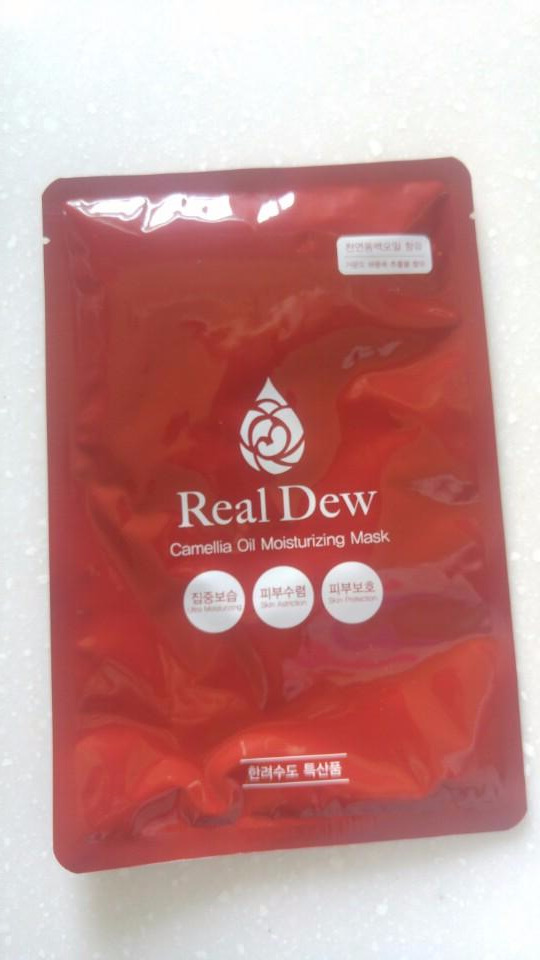 천연동백오일 함유
Real Dew
Camellia Oil Moisturizing Mask
집중보습
Moisturizing
피부수렴
Skin Astriction
피부보호
Skin Protection
한려수도 특산품